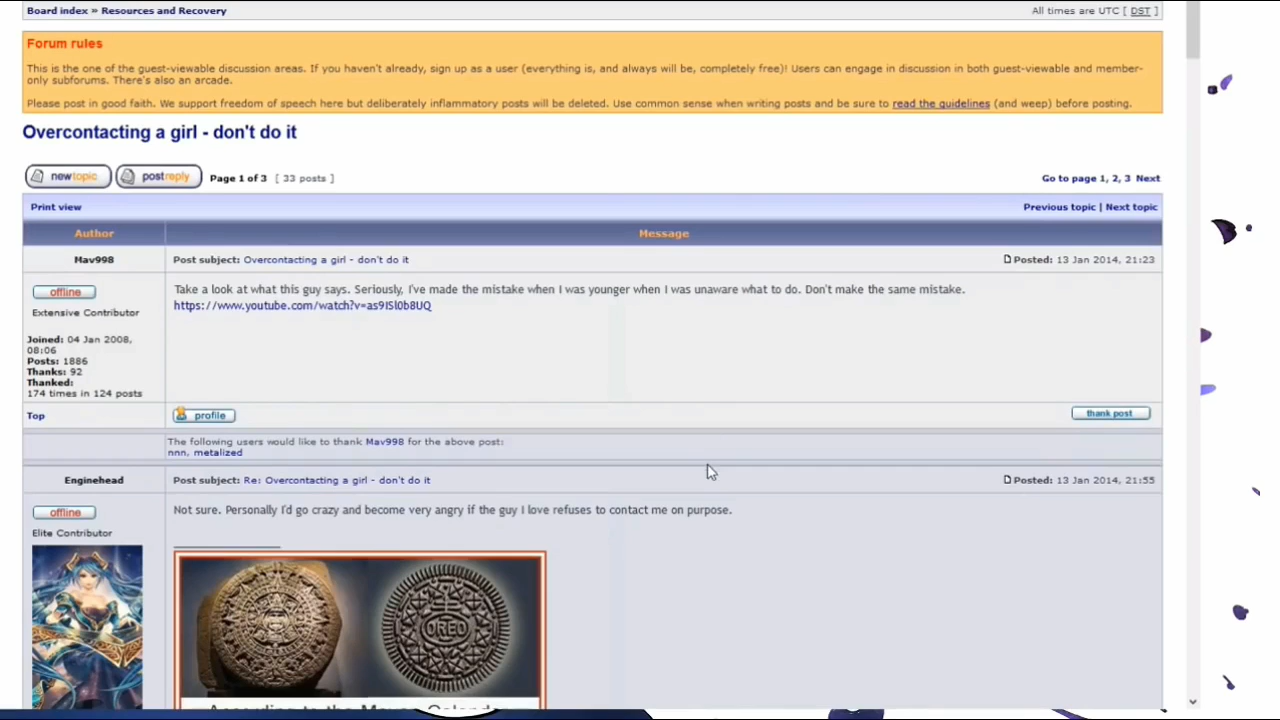 Board index » Resources and Recovery
All times are UTC [ DST ]
Forum rules
This is the one of the guest-viewable discussion areas. If you haven't already, sign up as a user (everything is, and always will be, completely free)! Users can engage in discussion in both guest-viewable and member-
only subforums. There's also an arcade.
Please post in good faith. We support freedom of speech here but deliberately inflammatory posts will be deleted. Use common sense when writing posts and be sure to read the guidelines (and weep) before posting.
Overcontacting a girl - don't do it
newtopic postreply Page 1 of 3 [ 33 posts ]
Go to page 1, 2, 3 Next
Print view
Previous topic | Next topic
Author
Message
Mav998
Post subject: Overcontacting a girl - don't do it
Posted: 13 Jan 2014, 21:23
offline
Extensive Contributor
Joined: 04 Jan 2008,
08:06
Posts: 1886
Thanks: 92
Thanked:
174 times in 124 posts
Take a look at what this guy says. Seriously, I've made the mistake when I was younger when I was unaware what to do. Don't make the same mistake.
https://www.youtube.com/watch?v=as9ISl0b8UQ
Top
profile
thank post
The following users would like to thank Mav998 for the above post:
nnn, metalized
Enginehead
Post subject: Re: Overcontacting a girl - don't do it
Posted: 13 Jan 2014, 21:55
offline
Elite Contributor
Not sure. Personally I'd go crazy and become very angry if the guy I love refuses to contact me on purpose.
OREO